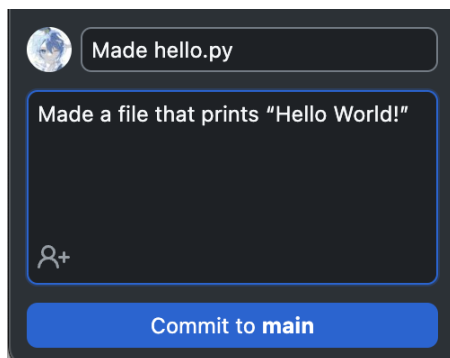 Made hello.py
Made a file that prints “Hello World!”
Commit to main